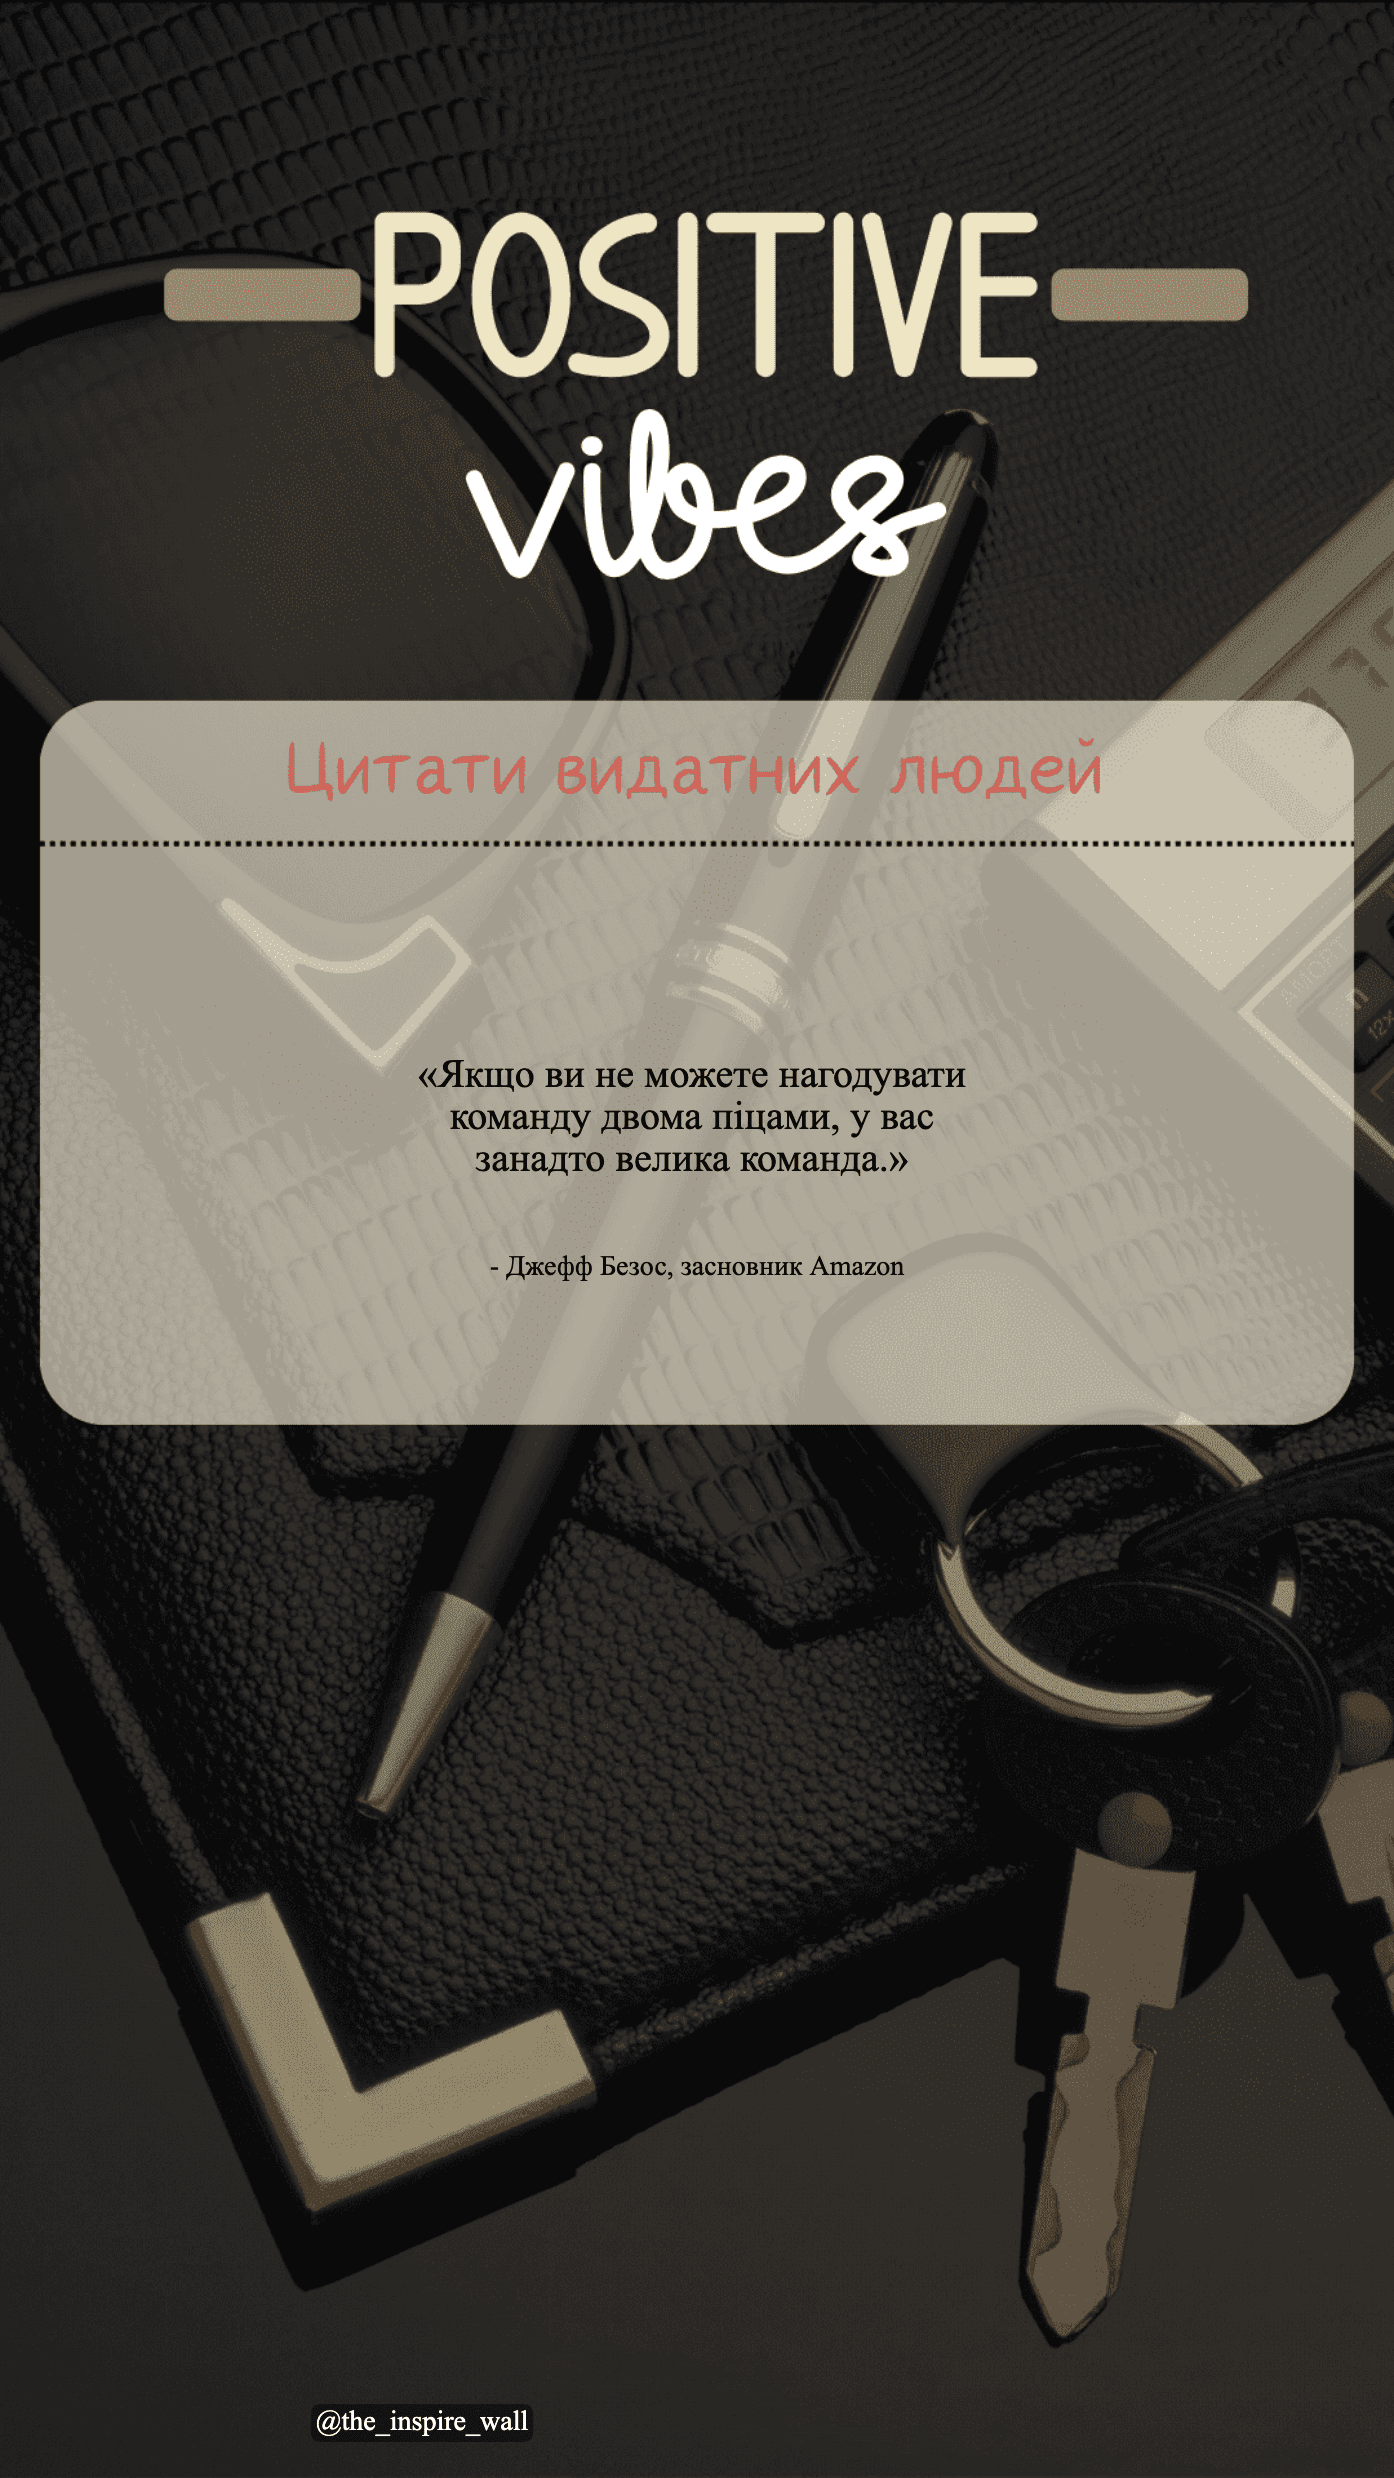 POSITIVE
vibes
Цитати видатних людей
«Якщо ви не можете нагодувати
команду двома піцами, у вас
занадто велика команда.»
- Джефф Безос, засновник Amazon
n
12×
@the_inspire_wall